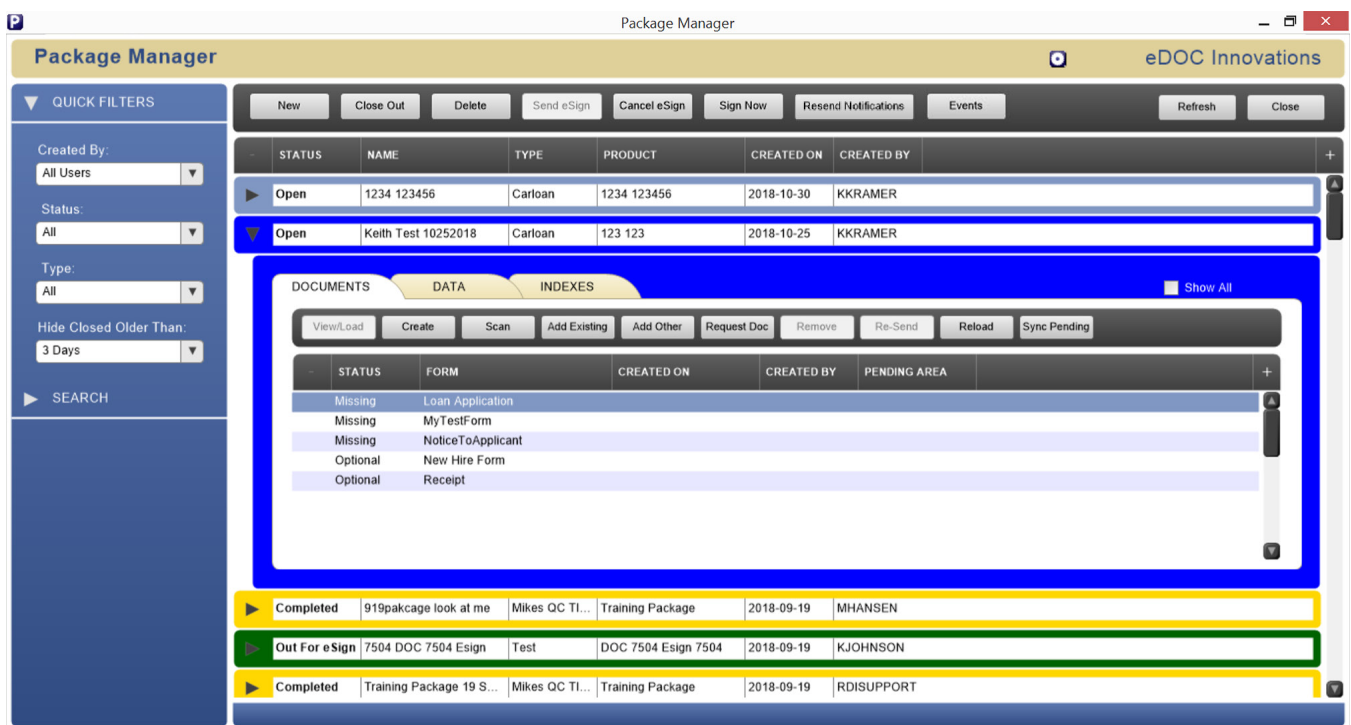 Package Manager
Package Manager
eDOC Innovations
QUICK FILTERS
Created By:
All Users
Status:
All
Type:
All
Hide Closed Older Than:
3 Days
SEARCH
New Close Out Delete Send eSign Cancel eSign Sign Now Resend Notifications Events Refresh Close
- STATUS NAME TYPE PRODUCT CREATED ON CREATED BY +
Open 1234 123456 Carloan 1234 123456 2018-10-30 KKRAMER
Open Keith Test 10252018 Carloan 123 123 2018-10-25 KKRAMER
DOCUMENTS DATA INDEXES Show All
View/Load Create Scan Add Existing Add Other Request Doc Remove Re-Send Reload Sync Pending
- STATUS FORM CREATED ON CREATED BY PENDING AREA +
Missing Loan Application
Missing MyTestForm
Missing NoticeToApplicant
Optional New Hire Form
Optional Receipt
Completed 919pakcage look at me Mikes QC TI... Training Package 2018-09-19 MHANSEN
Out For eSign 7504 DOC 7504 Esign Test DOC 7504 Esign 7504 2018-09-19 KJOHNSON
Completed Training Package 19 S... Mikes QC TI... Training Package 2018-09-19 RDISUPPORT